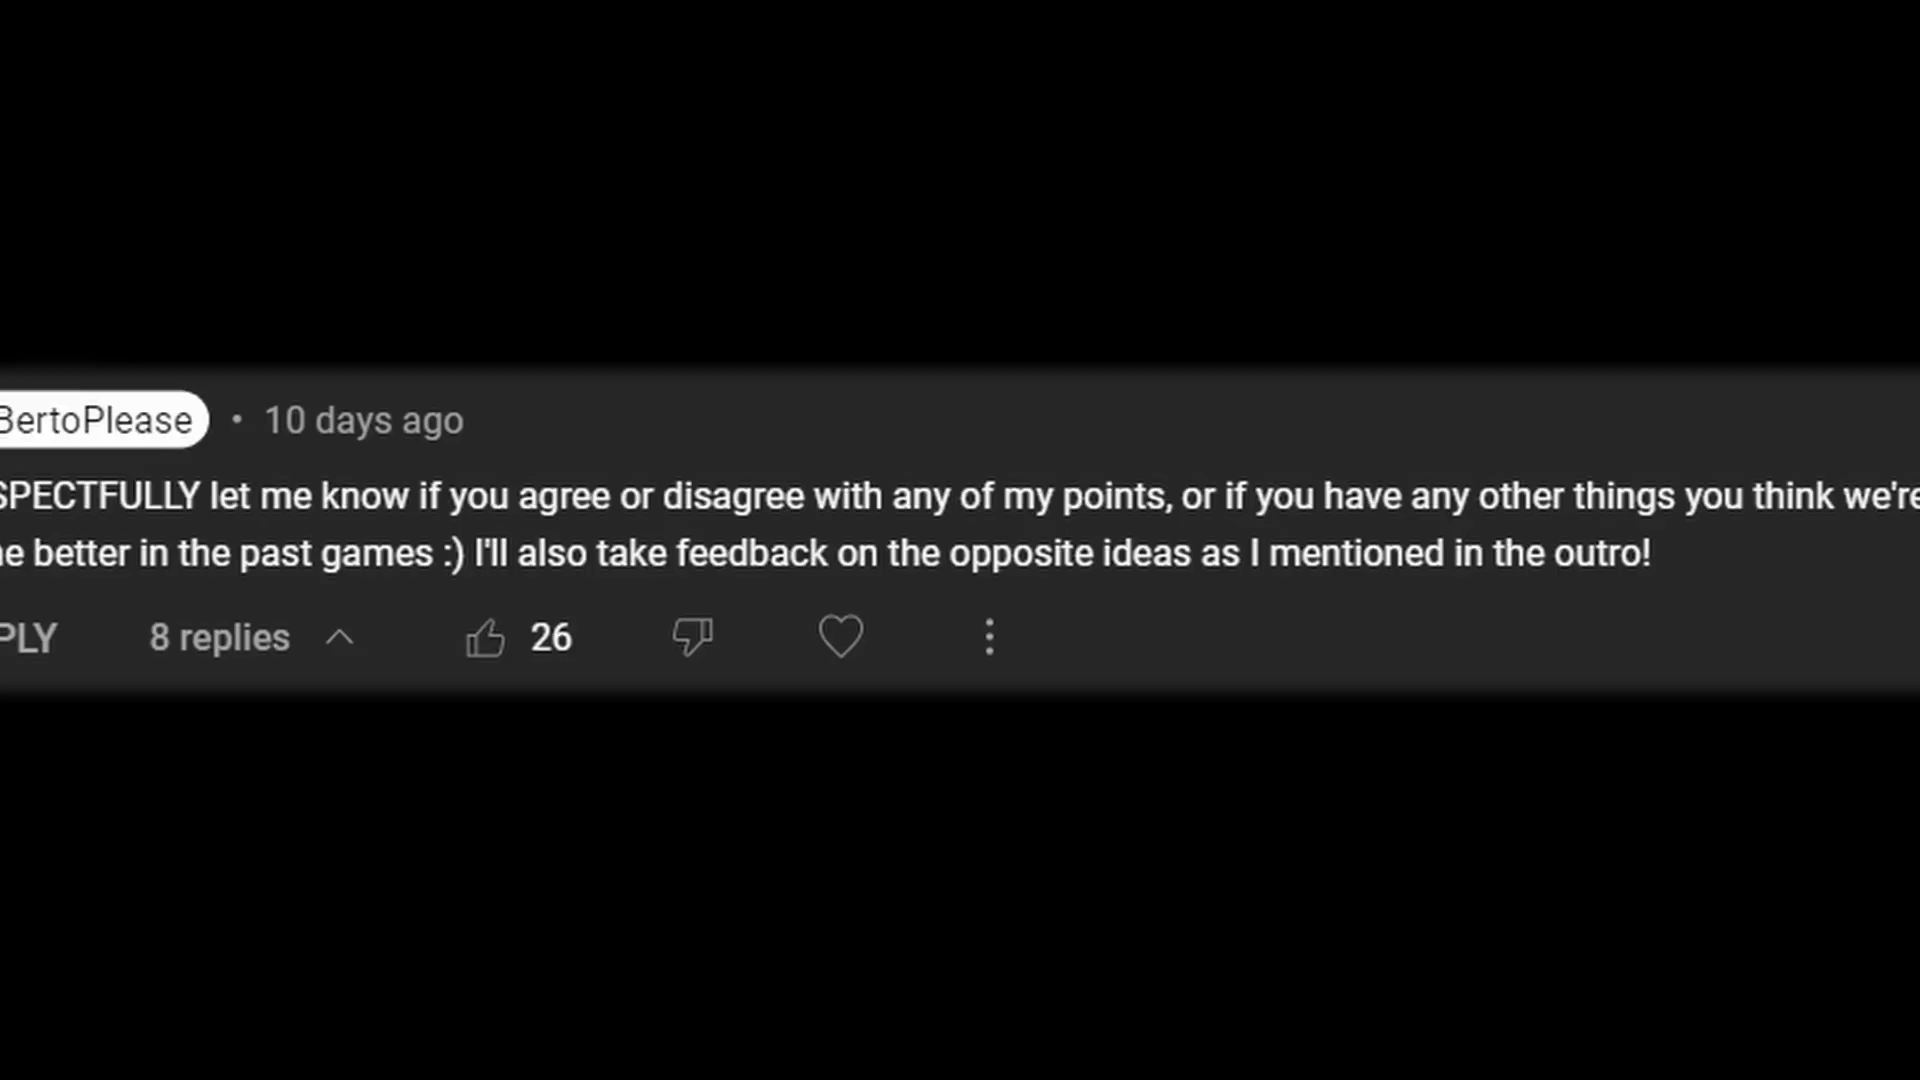 BertoPlease • 10 days ago
SPECTFULLY let me know if you agree or disagree with any of my points, or if you have any other things you think we're
ne better in the past games :) I'll also take feedback on the opposite ideas as I mentioned in the outro!
PLY 8 replies 26